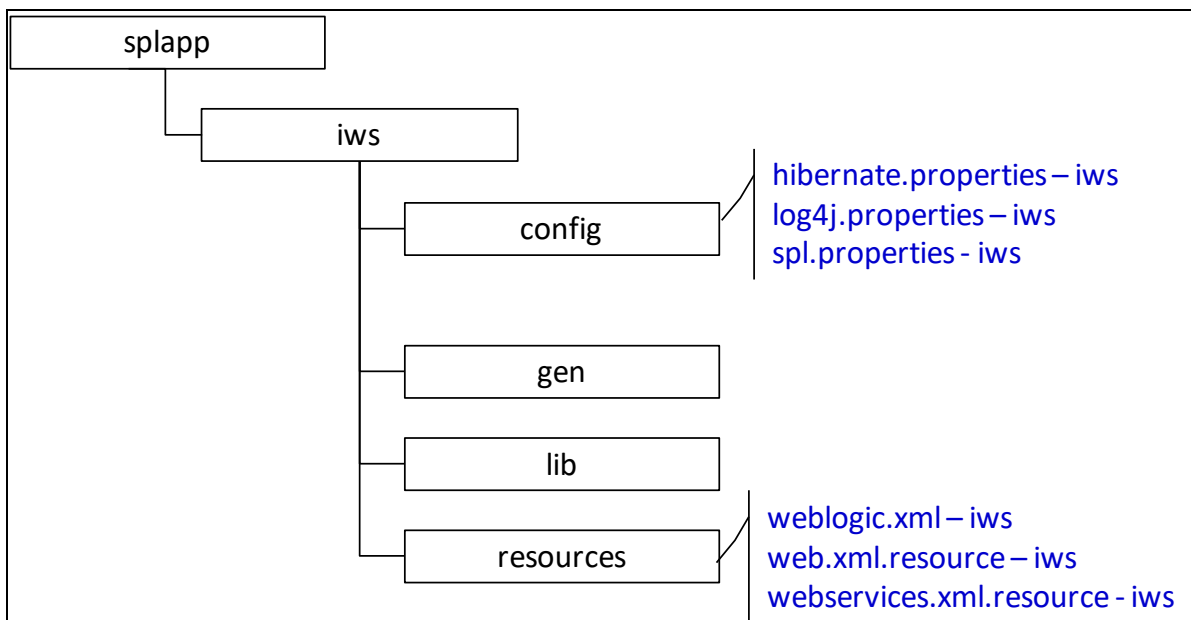 splapp
iws
config
hibernate.properties – iws
log4j.properties – iws
spl.properties - iws
gen
lib
resources
weblogic.xml – iws
web.xml.resource – iws
webservices.xml.resource - iws